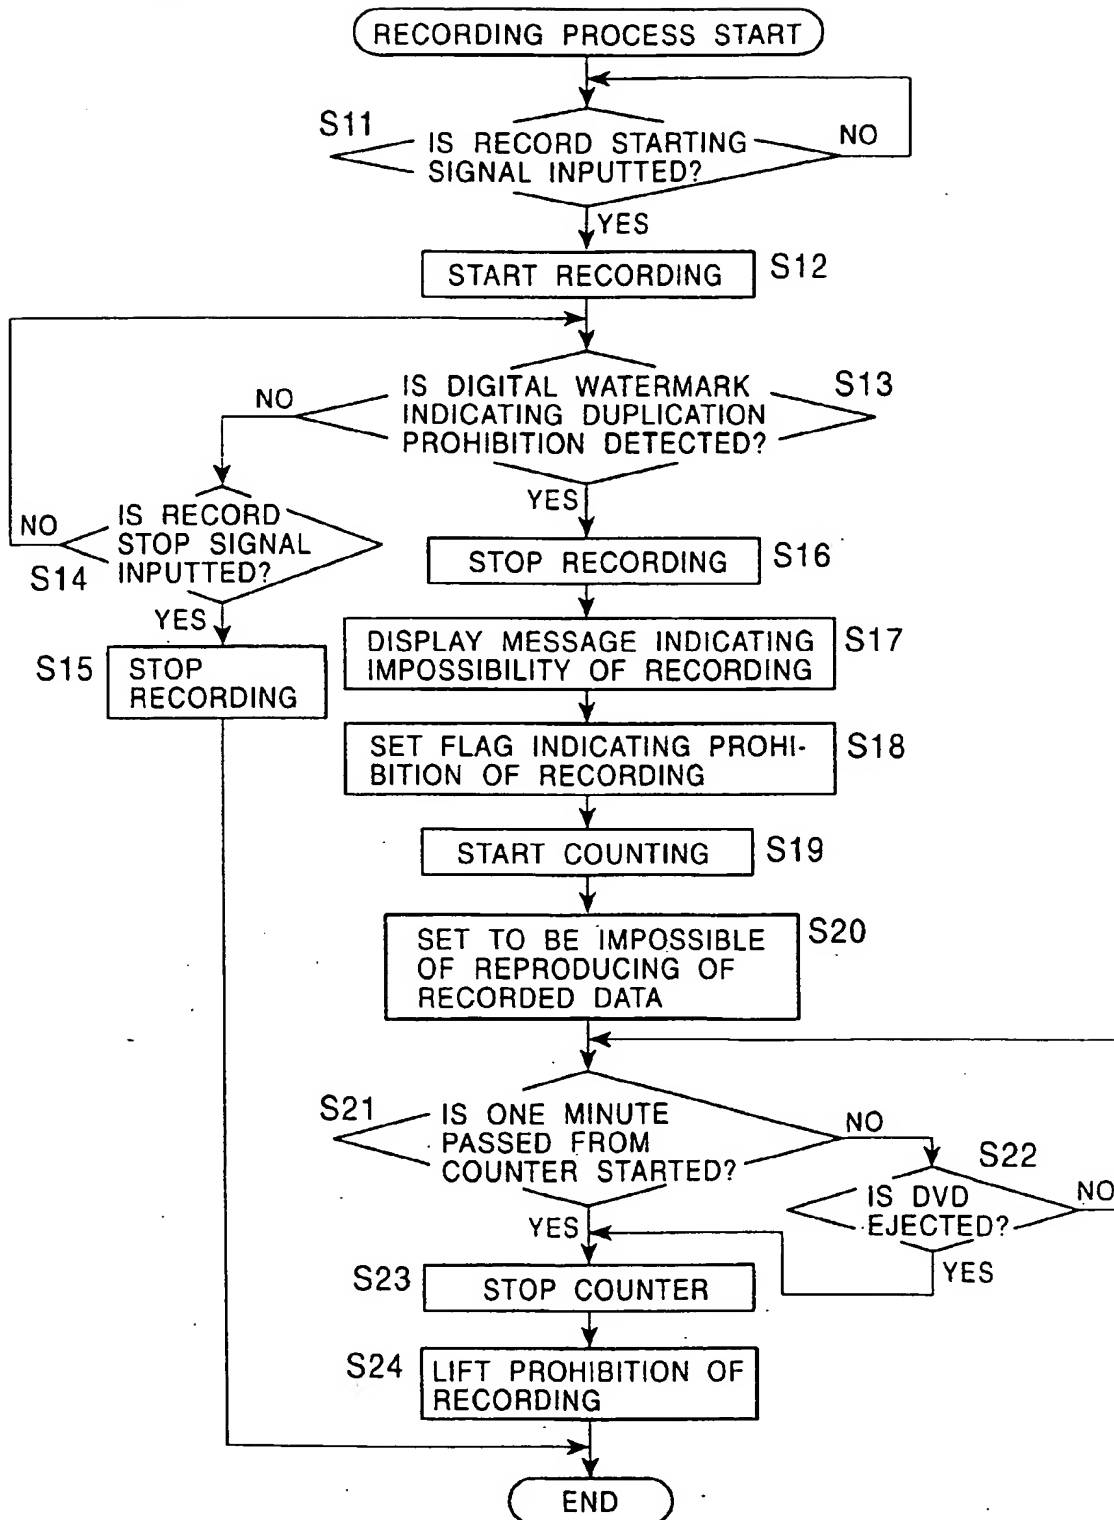 RECORDING PROCESS START
S11
IS RECORD STARTING
SIGNAL INPUTTED?
NO
YES
START RECORDING
S12
IS DIGITAL WATERMARK
INDICATING DUPLICATION
PROHIBITION DETECTED?
S13
NO
YES
IS RECORD
STOP SIGNAL
INPUTTED?
NO
S14
YES
S15
STOP
RECORDING
STOP RECORDING
S16
DISPLAY MESSAGE INDICATING
IMPOSSIBILITY OF RECORDING
S17
SET FLAG INDICATING PROHI-
BITION OF RECORDING
S18
START COUNTING
S19
SET TO BE IMPOSSIBLE
OF REPRODUCING OF
RECORDED DATA
S20
S21
IS ONE MINUTE
PASSED FROM
COUNTER STARTED?
NO
YES
S22
IS DVD
EJECTED?
NO
YES
S23
STOP COUNTER
S24
LIFT PROHIBITION OF
RECORDING
END